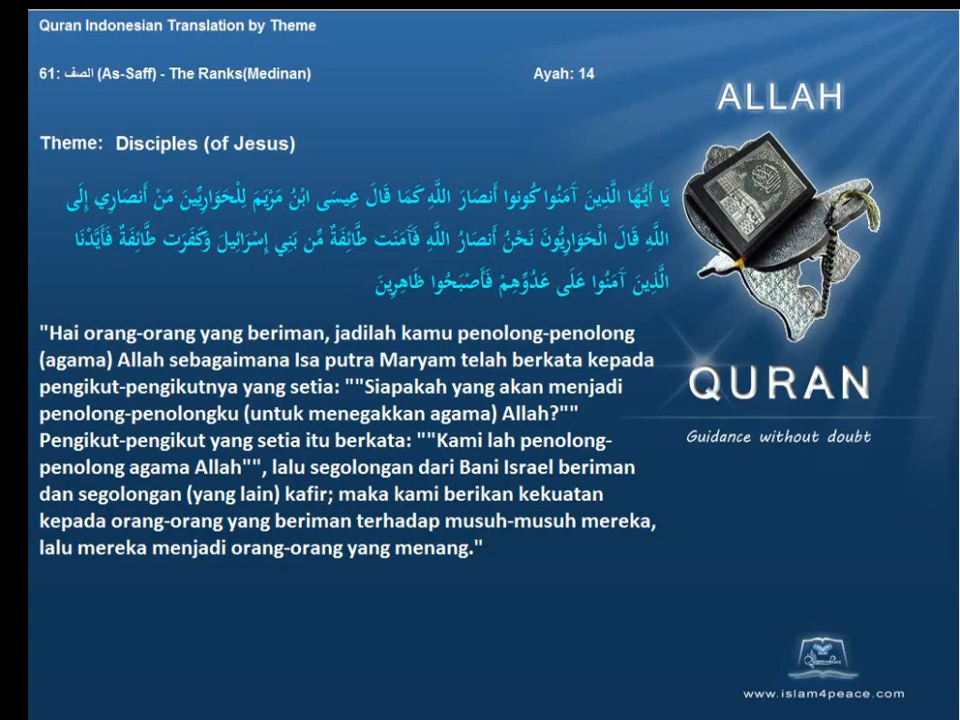 Quran Indonesian Translation by Theme
61: الصف (As-Saff) - The Ranks(Medinan)
Ayah: 14
ALLAH
Theme: Disciples (of Jesus)
يَا أَيُّهَا الَّذِينَ آَمَنُوا كُونوا أَنصَارَ اللَّهِ كَمَا قَالَ عِيسَى ابْنُ مَرْيَمَ لِلْحَوَارِيِّينَ مَنْ أَنصَارِي إِلَى
اللَّهِ قَالَ الْحَوَارِيُّونَ نَحْنُ أَنصَارُ اللَّهِ فَآَمَنَت طَّائِفَةٌ مِّن بَنِي إِسْرَائِيلَ وَكَفَرَت طَّائِفَةٌ فَأَيَّدْنَا
الَّذِينَ آَمَنُوا عَلَى عَدُوِّهِمْ فَأَصْبَحُوا ظَاهِرِينَ
"Hai orang-orang yang beriman, jadilah kamu penolong-penolong
(agama) Allah sebagaimana Isa putra Maryam telah berkata kepada
pengikut-pengikutnya yang setia: ""Siapakah yang akan menjadi
penolong-penolongku (untuk menegakkan agama) Allah?""
Pengikut-pengikut yang setia itu berkata: ""Kami lah penolong-
penolong agama Allah"", lalu segolongan dari Bani Israel beriman
dan segolongan (yang lain) kafir; maka kami berikan kekuatan
kepada orang-orang yang beriman terhadap musuh-musuh mereka,
lalu mereka menjadi orang-orang yang menang."
QURAN
Guidance without doubt
www.islam4peace.com